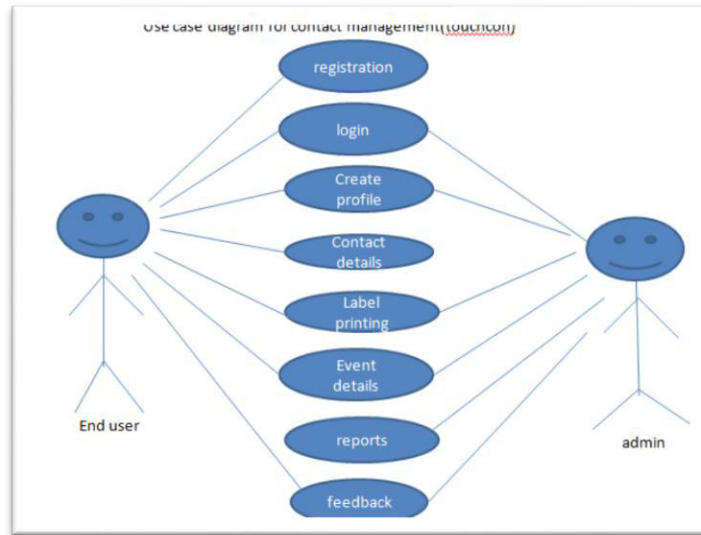 Use case diagram for contact management(touchcon)
registration
login
Create
profile
Contact
details
Label
printing
Event
details
reports
feedback
End user
admin